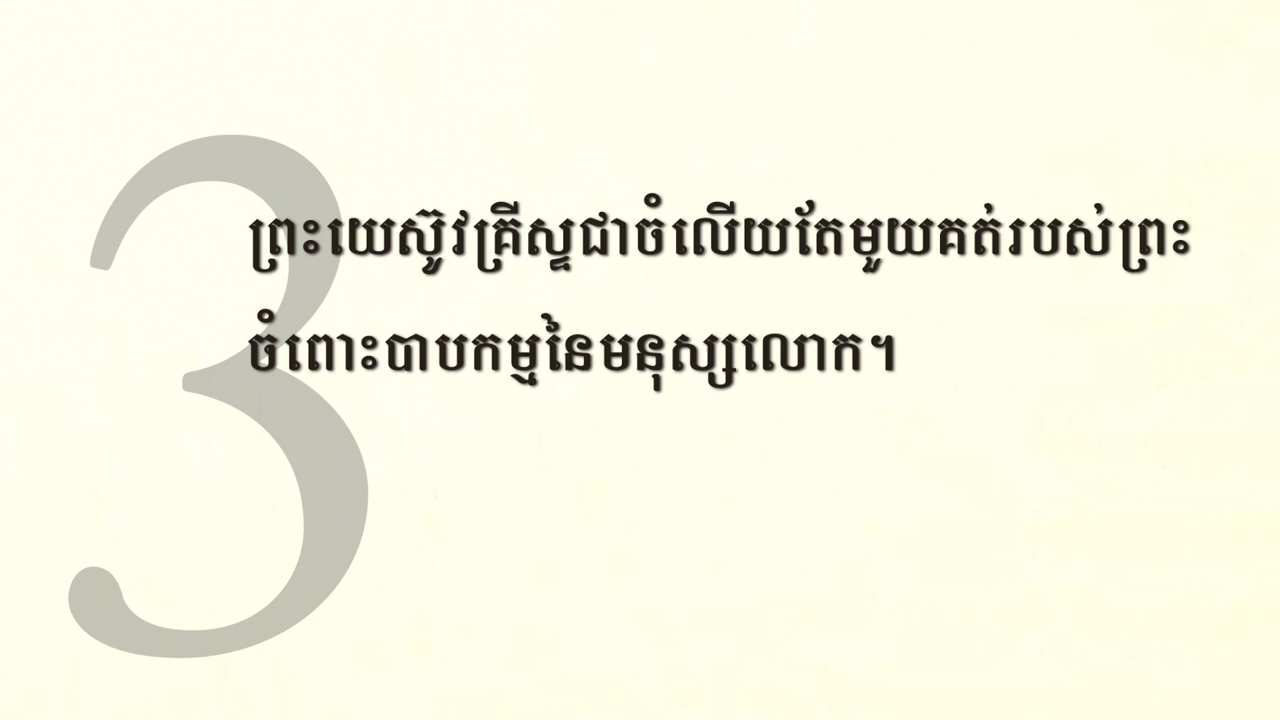 3
ព្រះយេស៊ូវគ្រីស្ទជាចំលើយតែមួយគត់របស់ព្រះ
ចំពោះបាបកម្មនៃមនុស្សលោក។